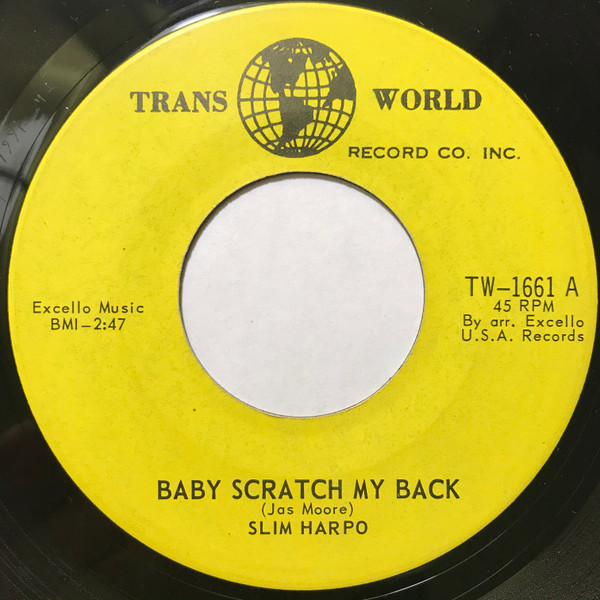 TRANS WORLD
RECORD CO. INC.
Excello Music
BMI–2:47
TW–1661 A
45 RPM
By arr. Excello
U.S.A. Records
BABY SCRATCH MY BACK
(Jas Moore)
SLIM HARPO